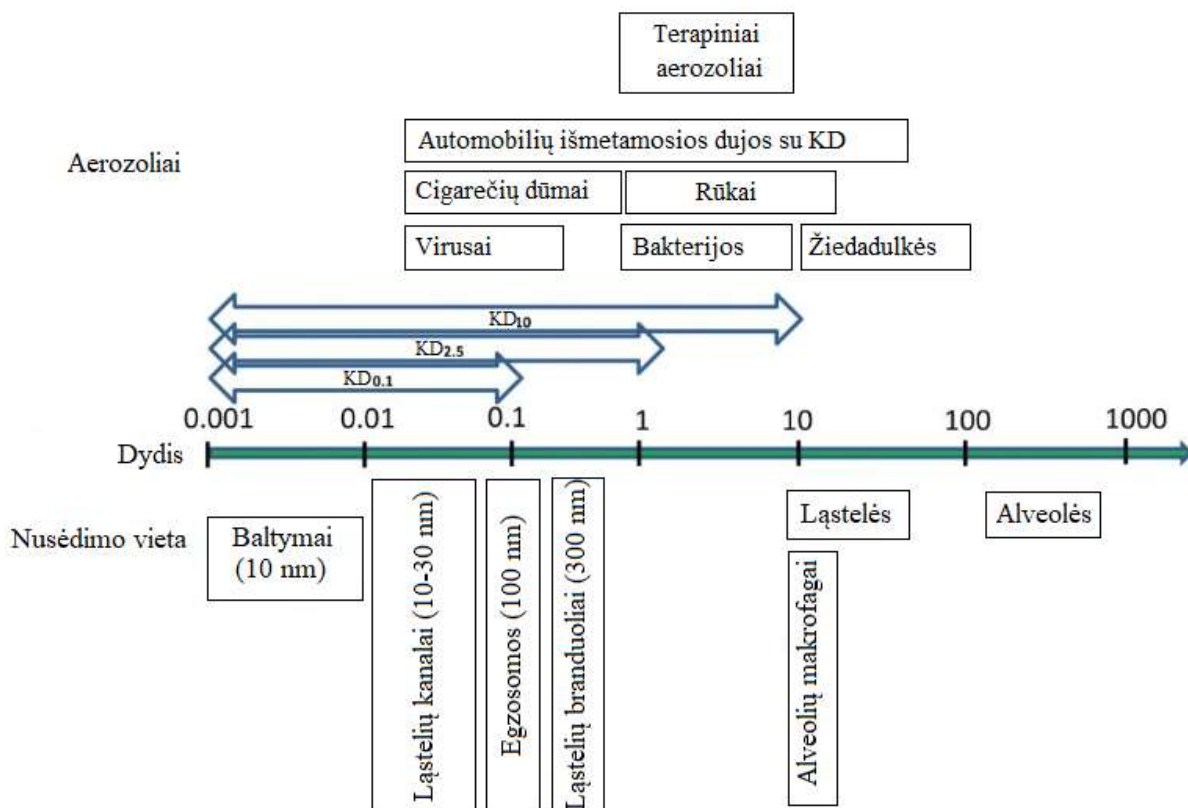 Terapiniai
aerozoliai
Aerozoliai
Automobilių išmetamosios dujos su KD
Cigarečių dūmai
Rūkai
Virusai
Bakterijos
Žiedadulkės
KD10
KD2.5
KD0.1
0.001 0.01 0.1 1 10 100 1000
Dydis
Nusėdimo vieta
Baltymai
(10 nm)
Ląstelių kanalai (10-30 nm)
Egzosomos (100 nm)
Ląstelių branduoliai (300 nm)
Ląstelės
Alveolių makrofagai
Alveolės